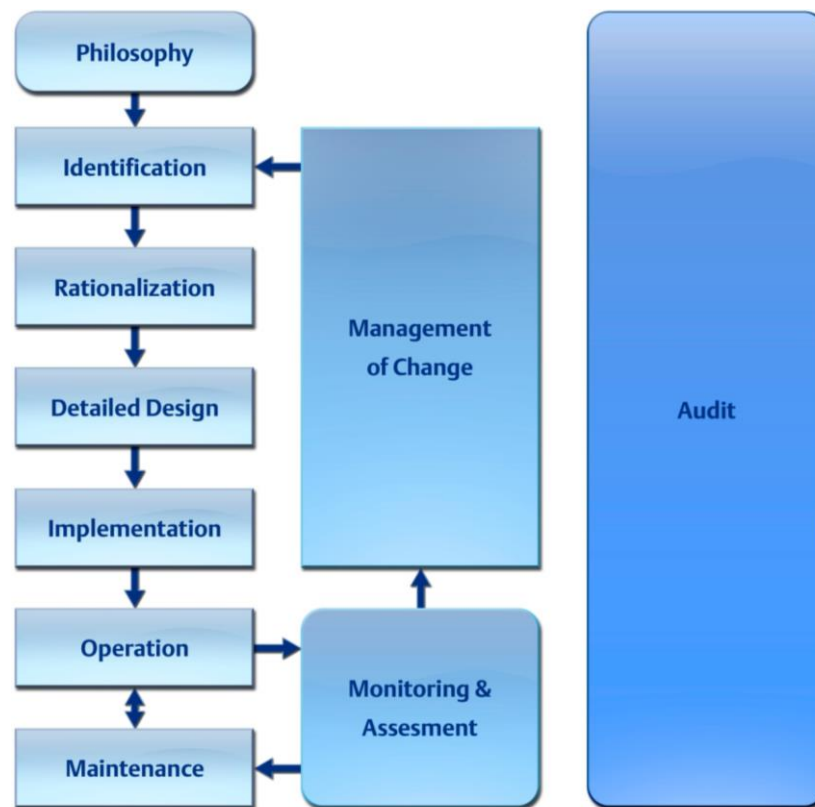 Philosophy
Identification
Rationalization
Detailed Design
Implementation
Operation
Maintenance
Management
of Change
Monitoring &
Assesment
Audit